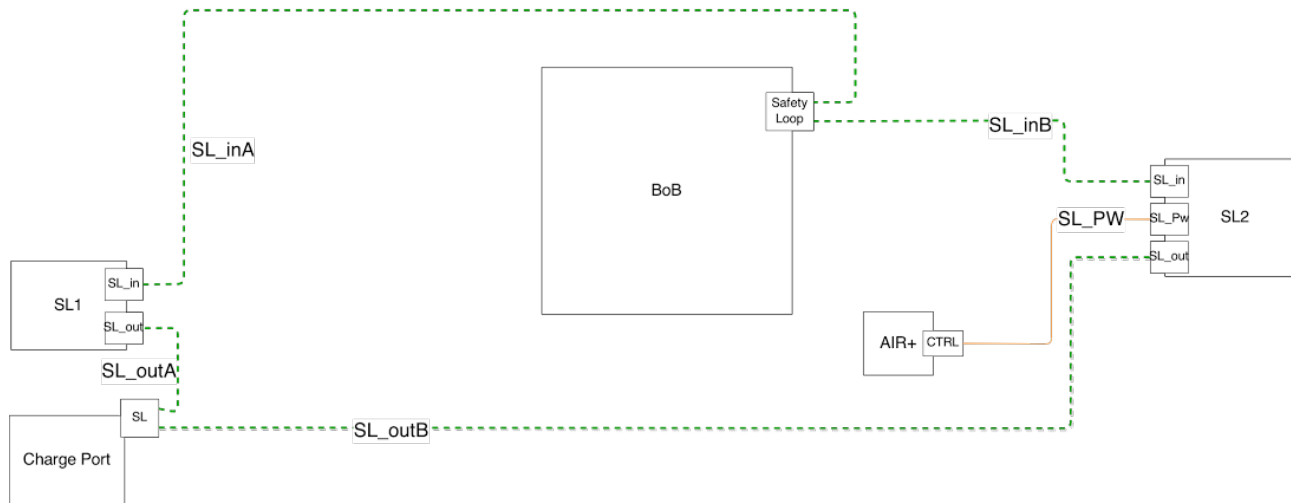 Safety
Loop
SL_inB
SL_inA
SL_in
BoB
SL_PW
SL_Pw
SL2
SL_out
SL_in
SL1
SL_out
AIR+
CTRL
SL_outA
SL
SL_outB
Charge Port